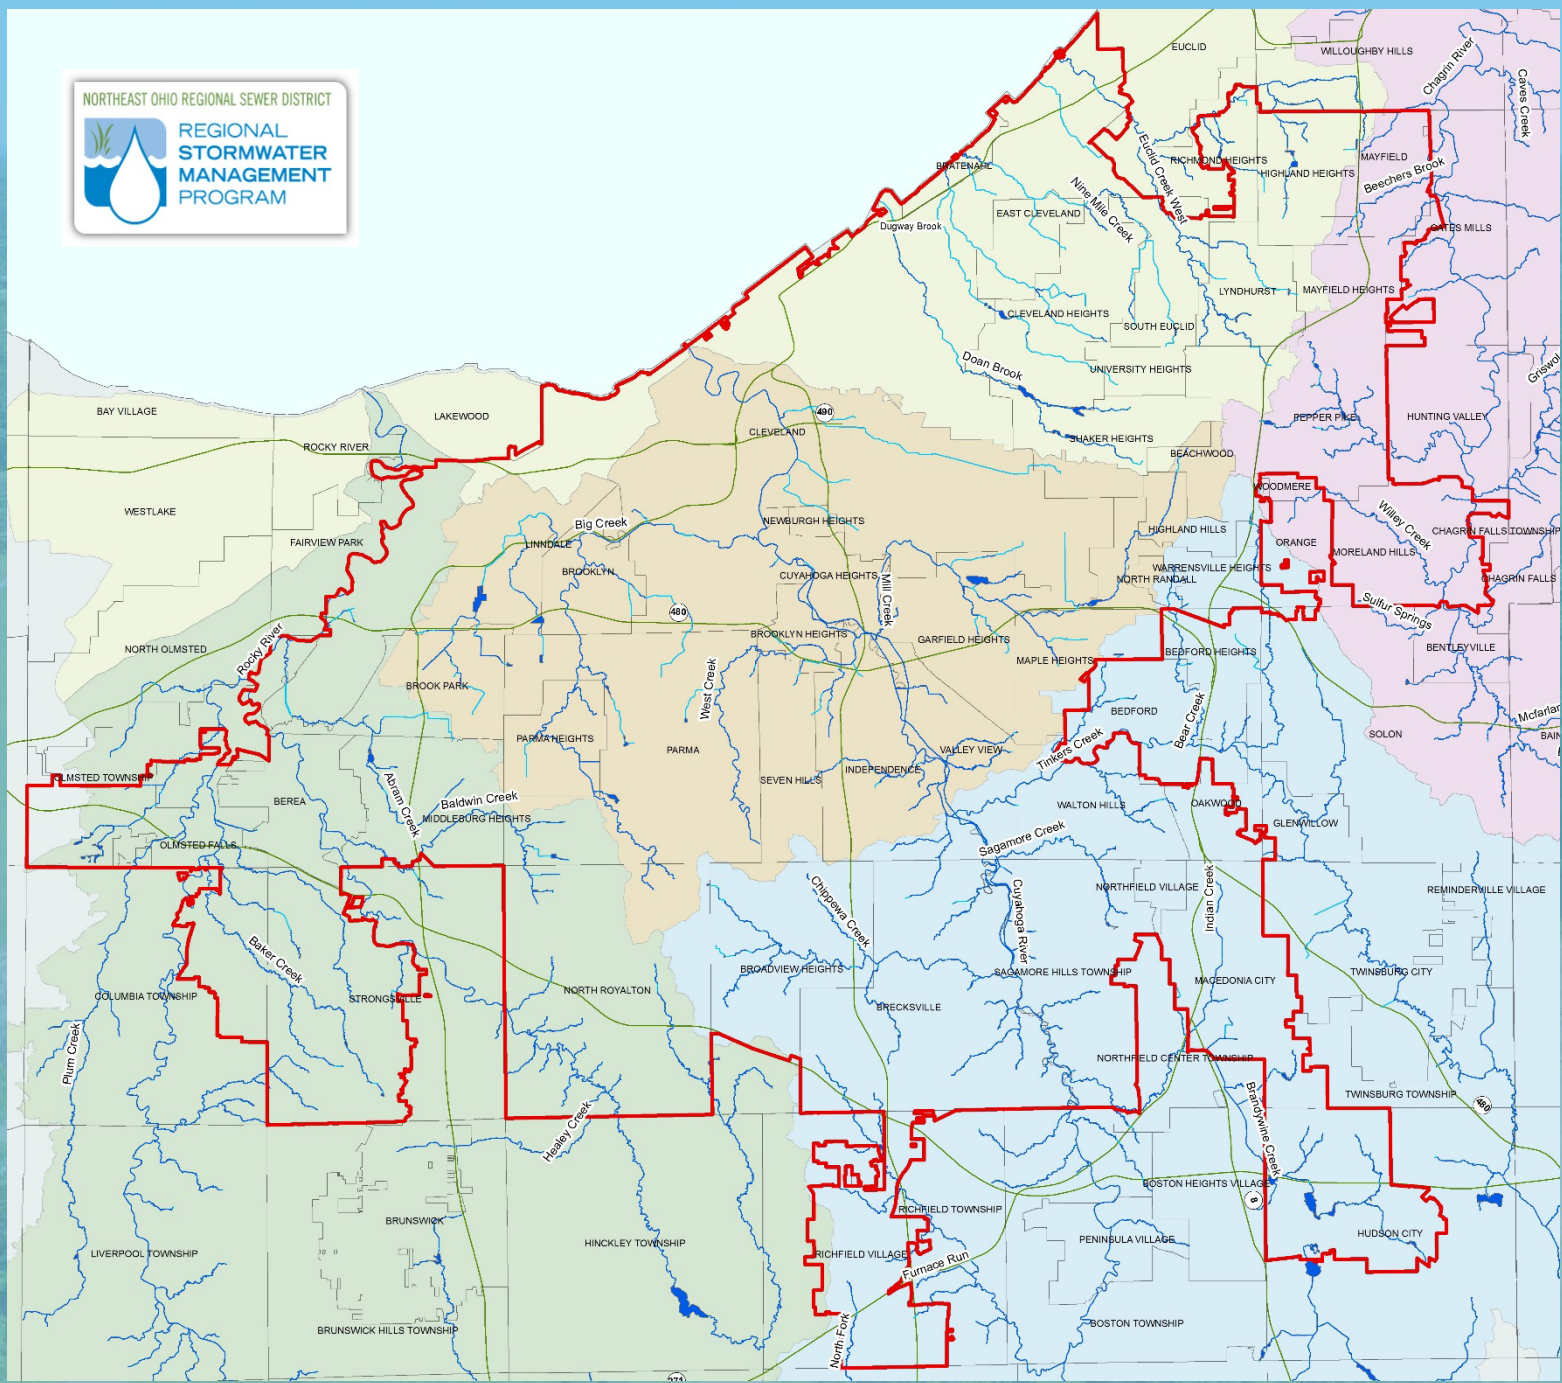 NORTHEAST OHIO REGIONAL SEWER DISTRICT
REGIONAL
STORMWATER
MANAGEMENT
PROGRAM
EUCLID
WILLOUGHBY HILLS
Chagrin River
Caves Creek
BRATENAHL
Euclid Creek West
RICHMOND HEIGHTS
HIGHLAND HEIGHTS
MAYFIELD
Beechers Brook
Nine Mile Creek
EAST CLEVELAND
Dugway Brook
GATES MILLS
LYNDHURST
MAYFIELD HEIGHTS
CLEVELAND HEIGHTS
SOUTH EUCLID
Doan Brook
UNIVERSITY HEIGHTS
BAY VILLAGE
LAKEWOOD
ROCKY RIVER
490
CLEVELAND
SHAKER HEIGHTS
PEPPER PIKE
HUNTING VALLEY
BEACHWOOD
WESTLAKE
WOODMERE
FAIRVIEW PARK
Big Creek
LINNDALE
NEWBURGH HEIGHTS
HIGHLAND HILLS
ORANGE
Willey Creek
CHAGRIN FALLS TOWNSHIP
MORELAND HILLS
BROOKLYN
CUYAHOGA HEIGHTS
Mill Creek
WARRENSVILLE HEIGHTS
NORTH RANDALL
CHAGRIN FALLS
480
Sulfur Springs
NORTH OLMSTED
Rocky River
BROOKLYN HEIGHTS
GARFIELD HEIGHTS
MAPLE HEIGHTS
BEDFORD HEIGHTS
BENTLEYVILLE
BROOK PARK
West Creek
BEDFORD
Bear Creek
SOLON
PARMA HEIGHTS
PARMA
VALLEY VIEW
Tinkers Creek
OLMSTED TOWNSHIP
SEVEN HILLS
INDEPENDENCE
BEREA
Abram Creek
Baldwin Creek
MIDDLEBURG HEIGHTS
WALTON HILLS
OAKWOOD
GLENWILLOW
OLMSTED FALLS
Sagamore Creek
Chippewa Creek
Cuyahoga River
NORTHFIELD VILLAGE
Indian Creek
REMINDERVILLE VILLAGE
Baker Creek
BROADVIEW HEIGHTS
SAGAMORE HILLS TOWNSHIP
MACEDONIA CITY
TWINSBURG CITY
COLUMBIA TOWNSHIP
STRONGSVILLE
NORTH ROYALTON
BRECKSVILLE
Plum Creek
NORTHFIELD CENTER TOWNSHIP
TWINSBURG TOWNSHIP
480
Healey Creek
Brandywine Creek
BOSTON HEIGHTS VILLAGE
8
BRUNSWICK
RICHFIELD TOWNSHIP
LIVERPOOL TOWNSHIP
HINCKLEY TOWNSHIP
RICHFIELD VILLAGE
PENINSULA VILLAGE
HUDSON CITY
Furnace Run
BRUNSWICK HILLS TOWNSHIP
North Fork
BOSTON TOWNSHIP